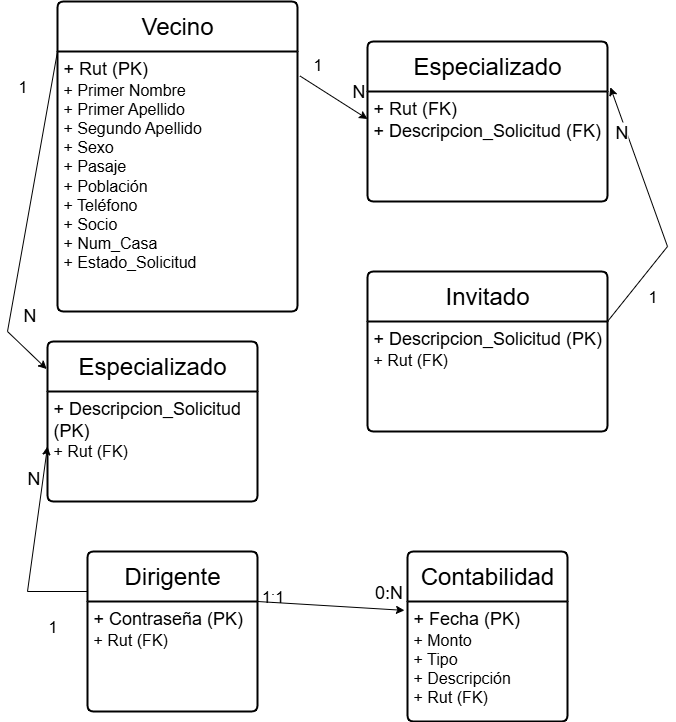 Vecino
+ Rut (PK)
+ Primer Nombre
+ Primer Apellido
+ Segundo Apellido
+ Sexo
+ Pasaje
+ Población
+ Teléfono
+ Socio
+ Num_Casa
+ Estado_Solicitud
1
1
N
Especializado
+ Rut (FK)
+ Descripcion_Solicitud (FK)
N
Invitado
+ Descripcion_Solicitud (PK)
+ Rut (FK)
1
N
Especializado
+ Descripcion_Solicitud
(PK)
+ Rut (FK)
N
1
Dirigente
+ Contraseña (PK)
+ Rut (FK)
1:1
0:N
Contabilidad
+ Fecha (PK)
+ Monto
+ Tipo
+ Descripción
+ Rut (FK)